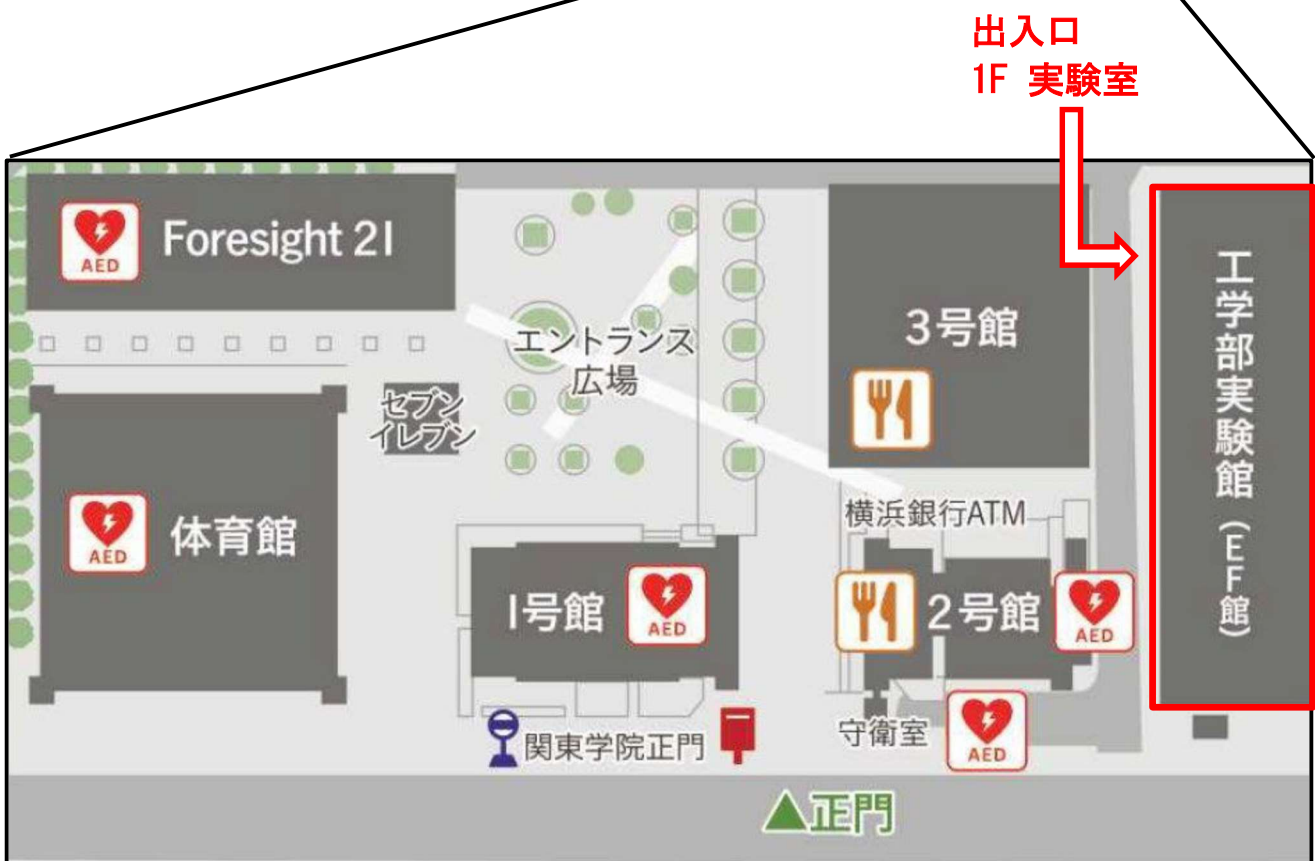 出入口
1F 実験室
AED
Foresight 21
エントランス
広場
3号館
工学部実験館(EF館)
セブン
イレブン
AED
体育館
横浜銀行ATM
1号館
AED
2号館
AED
関東学院正門
守衛室
AED
▲正門